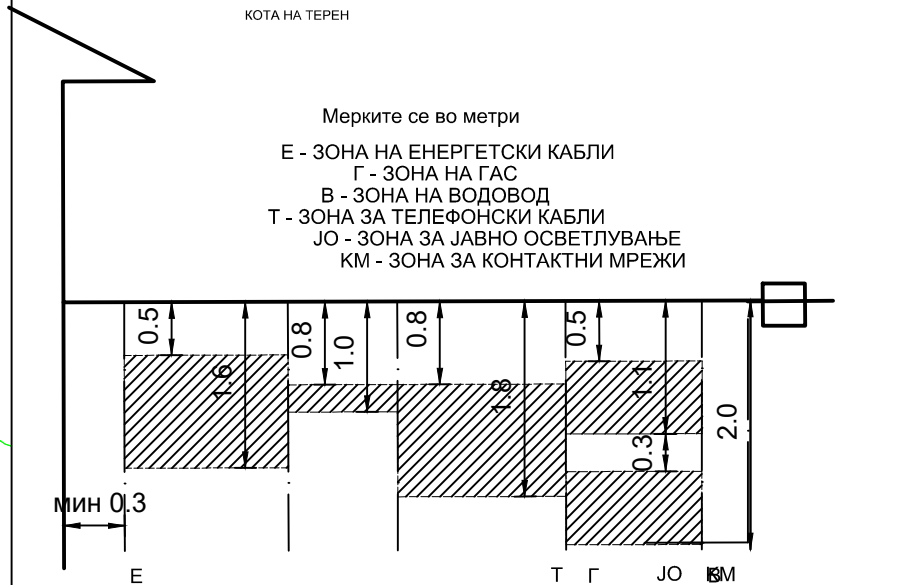 КОТА НА ТЕРЕН
Мерките се во метри
Е - ЗОНА НА ЕНЕРГЕТСКИ КАБЛИ
Г - ЗОНА НА ГАС
В - ЗОНА НА ВОДОВОД
Т - ЗОНА ЗА ТЕЛЕФОНСКИ КАБЛИ
ЈО - ЗОНА ЗА ЈАВНО ОСВЕТЛУВАЊЕ
КМ - ЗОНА ЗА КОНТАКТНИ МРЕЖИ
0.5
1.6
0.8
1.0
0.8
1.8
0.5
1.1
0.3
2.0
мин 0.3
Е Т Г ЈО